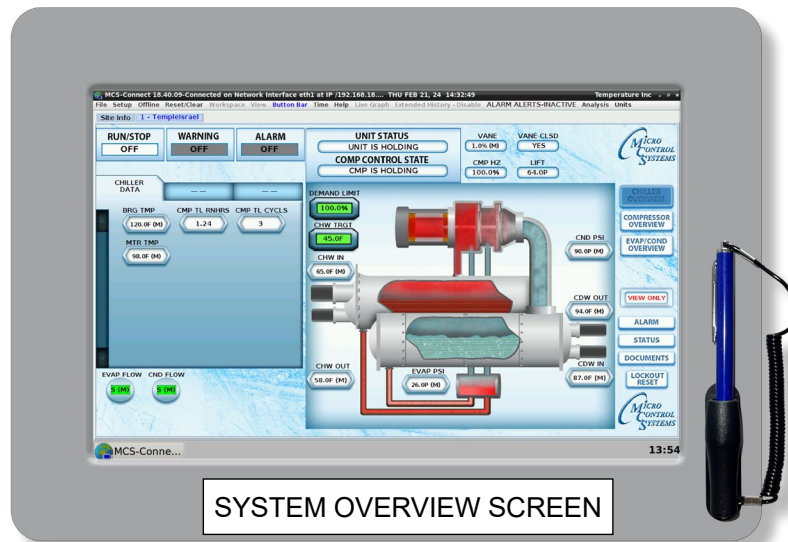 MCS-Connect 18.40.09-Connected on Network Interface eth1 at IP /192.168.18.... THU FEB 21, 24 14:32:49 Temperature Inc
File Setup Offline Reset/Clear Workspace View Button Bar Time Help Live Graph Extended History - Disable ALARM ALERTS-INACTIVE Analysis Units
Site Info 1 - TempleIsrael
RUN/STOP WARNING ALARM
OFF OFF OFF
UNIT STATUS
UNIT IS HOLDING
COMP CONTROL STATE
CMP IS HOLDING
VANE VANE CLSD
1.0% (M) YES
CMP HZ LIFT
100.0% 64.0P
MICRO
CONTROL
SYSTEMS
CHILLER
DATA
-- --
BRG TMP CMP TL RNHRS CMP TL CYCLS
120.0F (M) 1.24 3
MTR TMP
98.0F (M)
EVAP FLOW CND FLOW
5 (M) 5 (M)
DEMAND LIMIT
100.0%
CHW TRGT
45.0F
CHW IN
65.0F (M)
CND PSI
90.0P (M)
CDW OUT
94.0F (M)
CHW OUT
58.0F (M)
EVAP PSI
26.0P (M)
CDW IN
87.0F (M)
CHILLER
OVERVIEW
COMPRESSOR
OVERVIEW
EVAP/COND
OVERVIEW
VIEW ONLY
ALARM
STATUS
DOCUMENTS
LOCKOUT
RESET
MICRO
CONTROL
SYSTEMS
MCS-Conne... 13:54
SYSTEM OVERVIEW SCREEN